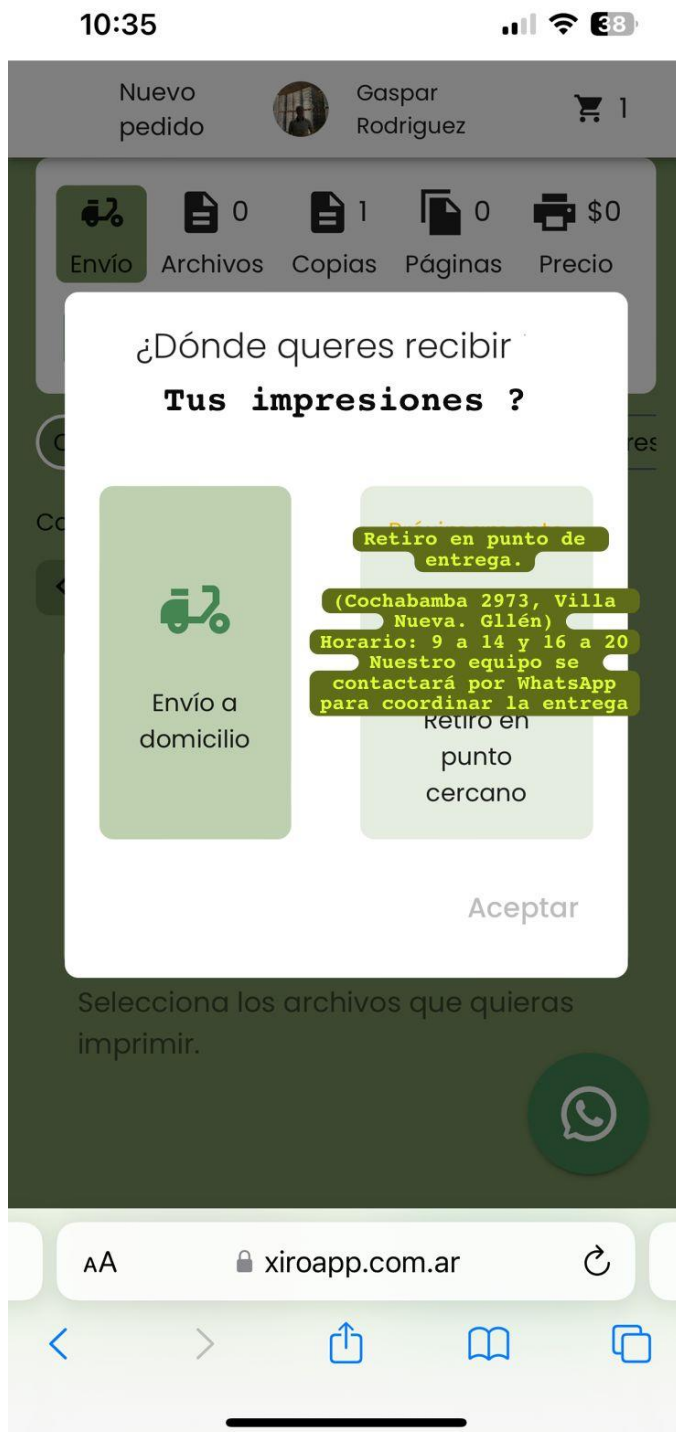 10:35
38
Nuevo
pedido
Gaspar
Rodriguez
1
0
1
0
$0
Envío
Archivos
Copias
Páginas
Precio
¿Dónde queres recibir
Tus impresiones ?
Retiro en punto de
entrega.
(Cochabamba 2973, Villa
Nueva. Gllén)
Horario: 9 a 14 y 16 a 20
Nuestro equipo se
contactará por WhatsApp
para coordinar la entrega
Envío a
domicilio
Retiro en
punto
cercano
Aceptar
Selecciona los archivos que quieras
imprimir.
AA
xiroapp.com.ar